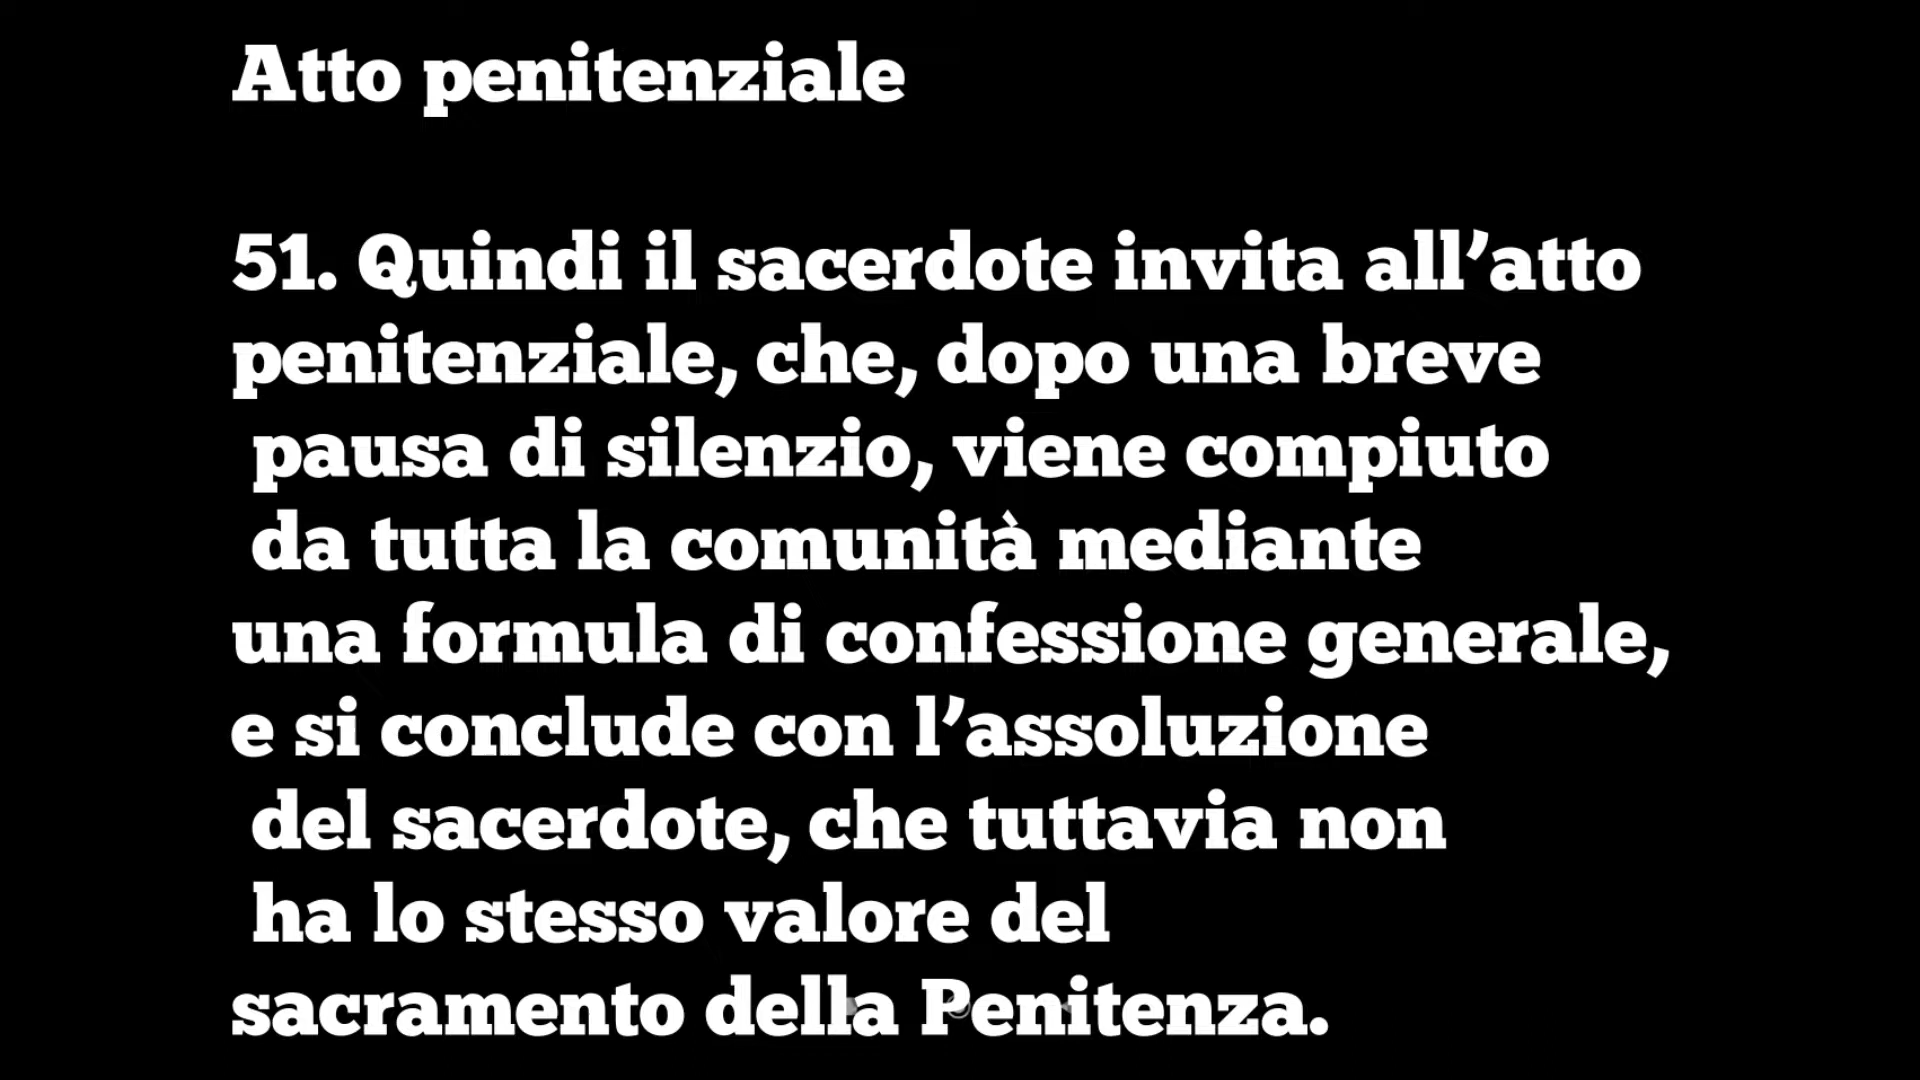 Atto penitenziale
51. Quindi il sacerdote invita all’atto
penitenziale, che, dopo una breve
pausa di silenzio, viene compiuto
da tutta la comunità mediante
una formula di confessione generale,
e si conclude con l’assoluzione
del sacerdote, che tuttavia non
ha lo stesso valore del
sacramento della Penitenza.